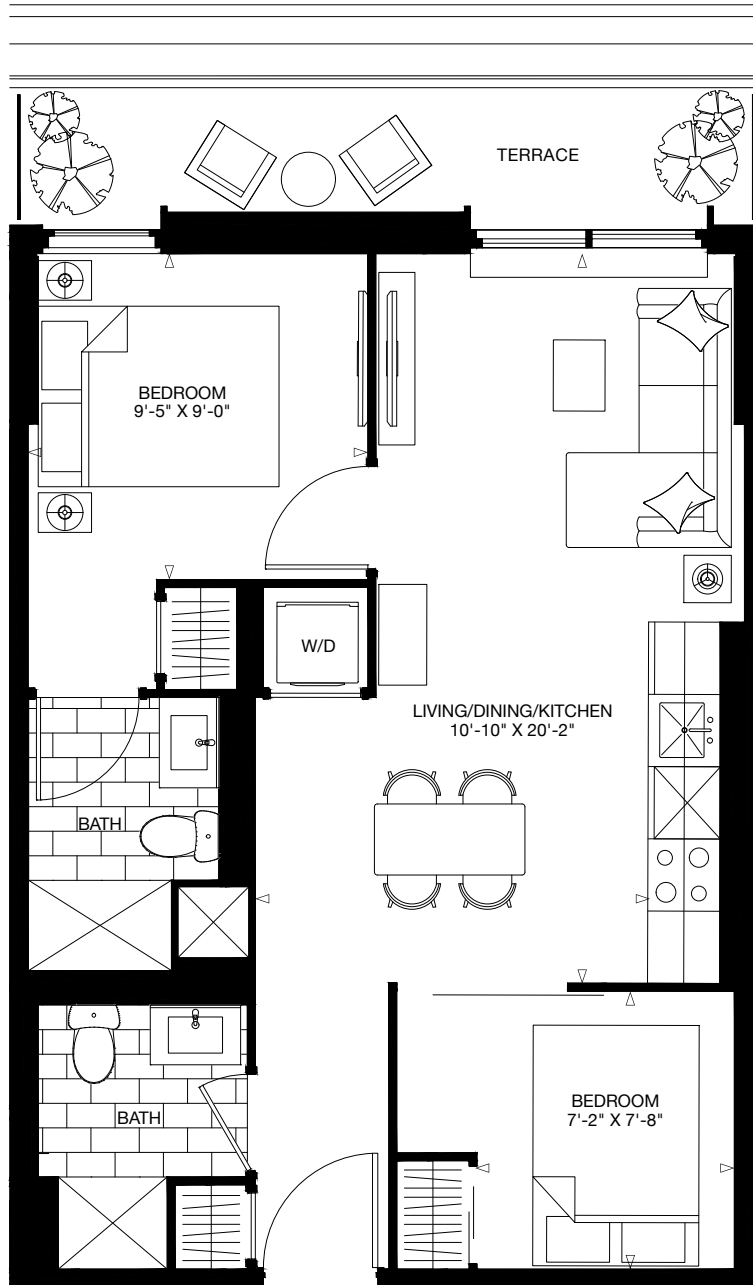 TERRACE
BEDROOM
9'-5" X 9'-0"
W/D
LIVING/DINING/KITCHEN
10'-10" X 20'-2"
BATH
BEDROOM
7'-2" X 7'-8"
BATH